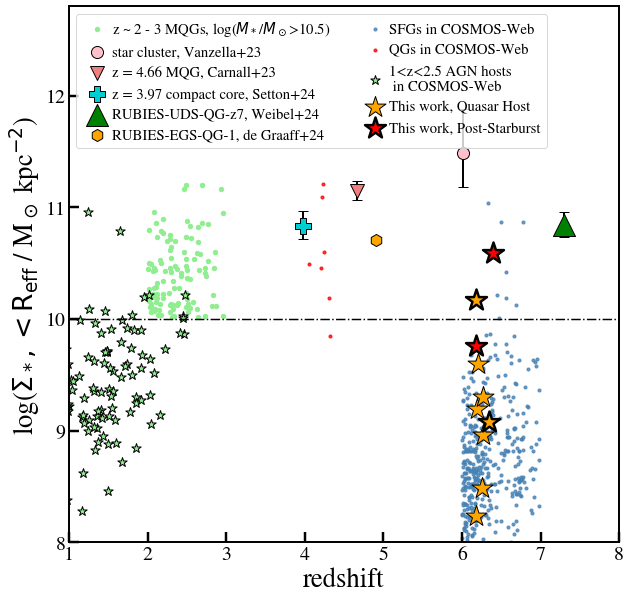 z ~ 2 - 3 MQGs, log(M*/M⊙>10.5)
star cluster, Vanzella+23
z = 4.66 MQG, Carnall+23
z = 3.97 compact core, Setton+24
RUBIES-UDS-QG-z7, Weibel+24
RUBIES-EGS-QG-1, de Graaff+24
SFGs in COSMOS-Web
QGs in COSMOS-Web
1<z<2.5 AGN hosts
in COSMOS-Web
This work, Quasar Host
This work, Post-Starburst
log(Σ*, < Reff / M⊙ kpc−2)
12
11
10
9
8
1 2 3 4 5 6 7 8
redshift